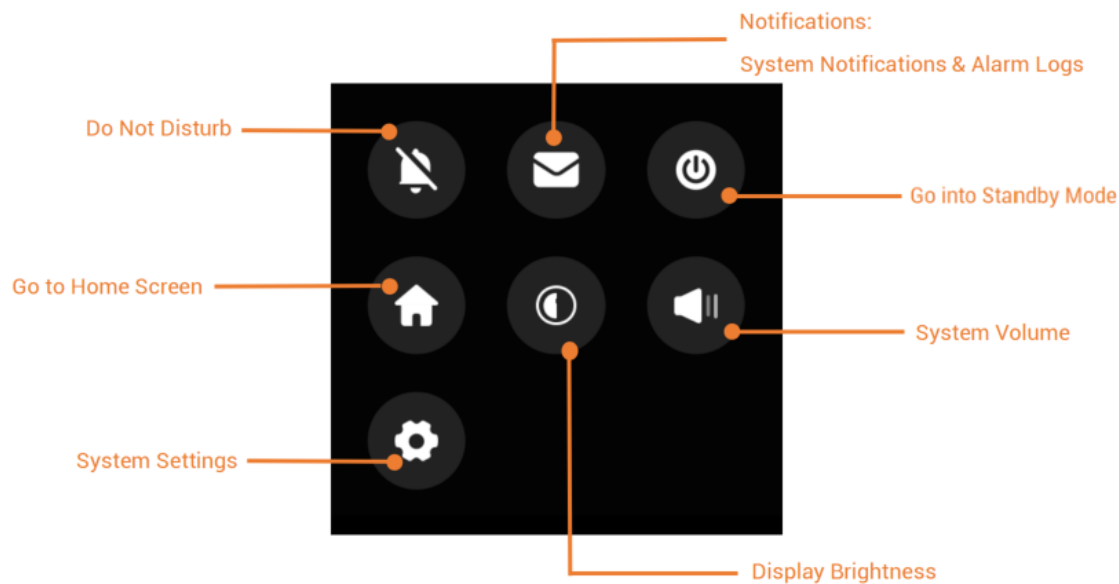 Notifications:
System Notifications & Alarm Logs
Do Not Disturb
Go into Standby Mode
Go to Home Screen
System Volume
System Settings
Display Brightness